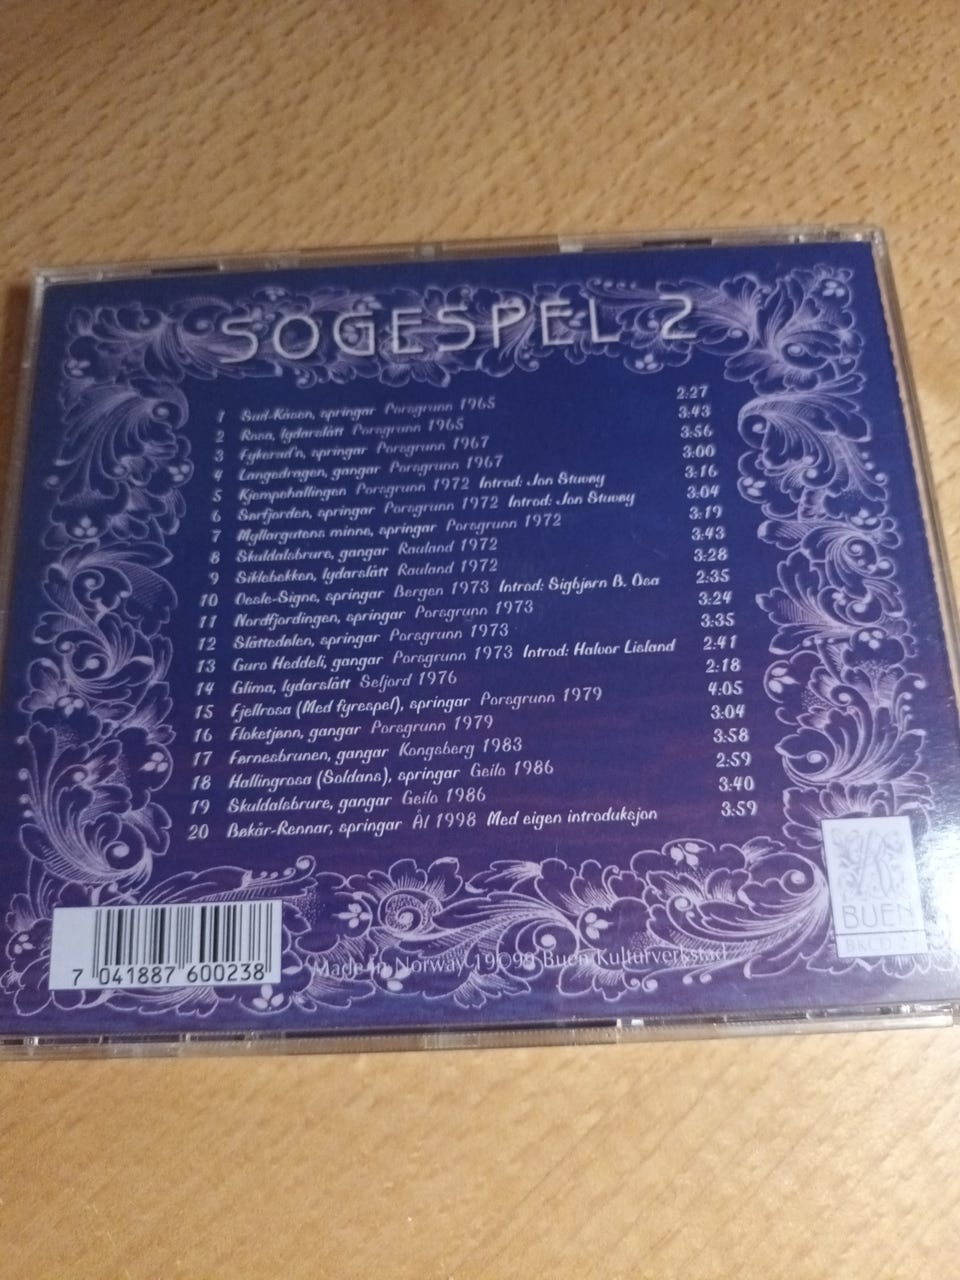 SOGESPEL 2
1 Sud-Kåsen, springar Porsgrunn 1965 2:27
2 Rosa, lydarslått Porsgrunn 1965 3:43
3 springar Porsgrunn 1967 3:56
4 Langedragen, gangar Porsgrunn 1967 3:00
5 Kjempehallingen Porsgrunn 1972 Introd: Jon Stuvøy 3:16
6 Sørfjorden, springar Porsgrunn 1972 Introd: Jon Stuvøy 3:04
7 Myllargutens minne, springar Porsgrunn 1972 3:19
8 Skuldalsbrure, gangar Rauland 1972 3:43
9 Siklebekken, lydarslått Rauland 1972 3:28
10 springar Bergen 1973 Introd: Sigbjørn B. Osa 2:35
11 Nordfjordingen, springar Porsgrunn 1973 3:24
12 Slåttedølen, springar Porsgrunn 1973 3:35
13 Guro Heddeli, gangar Porsgrunn 1973 Introd: Halvor Lisland 2:41
14 Glima, lydarslått Seljord 1976 2:18
15 Fjellrosa (Med fyrespel), springar Porsgrunn 1979 4:05
16 Floketjønn, gangar Porsgrunn 1979 3:04
17 Førnesbrunen, gangar Kongsberg 1983 3:58
18 Hallingrosa (Soldans), springar Geilo 1986 2:59
19 Skuldalsbrure, gangar Geilo 1986 3:40
20 Bekår-Rennar, springar Ål 1998 Med eigen introduksjon 3:59
BUEN
7 041887 600238
Made in Norway Buen Kulturverkstad